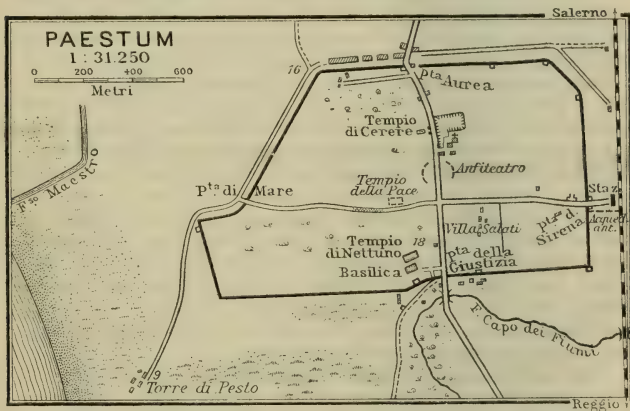 Salerno
PAESTUM
1 : 31.250
0 200 400 600
Metri
16
Pta Aurea
Tempio
di Cerere
Anfiteatro
Fso Maestro
Pta di Mare
Tempio
della Pace
Staz.
Pta d.
Sirena
Acqued.
ant.
Villa Salati
Tempio
di Nettuno
18
Basilica
Pta della
Giustizia
F. Capo dei Fiumi
9
Torre di Pesto
Reggio